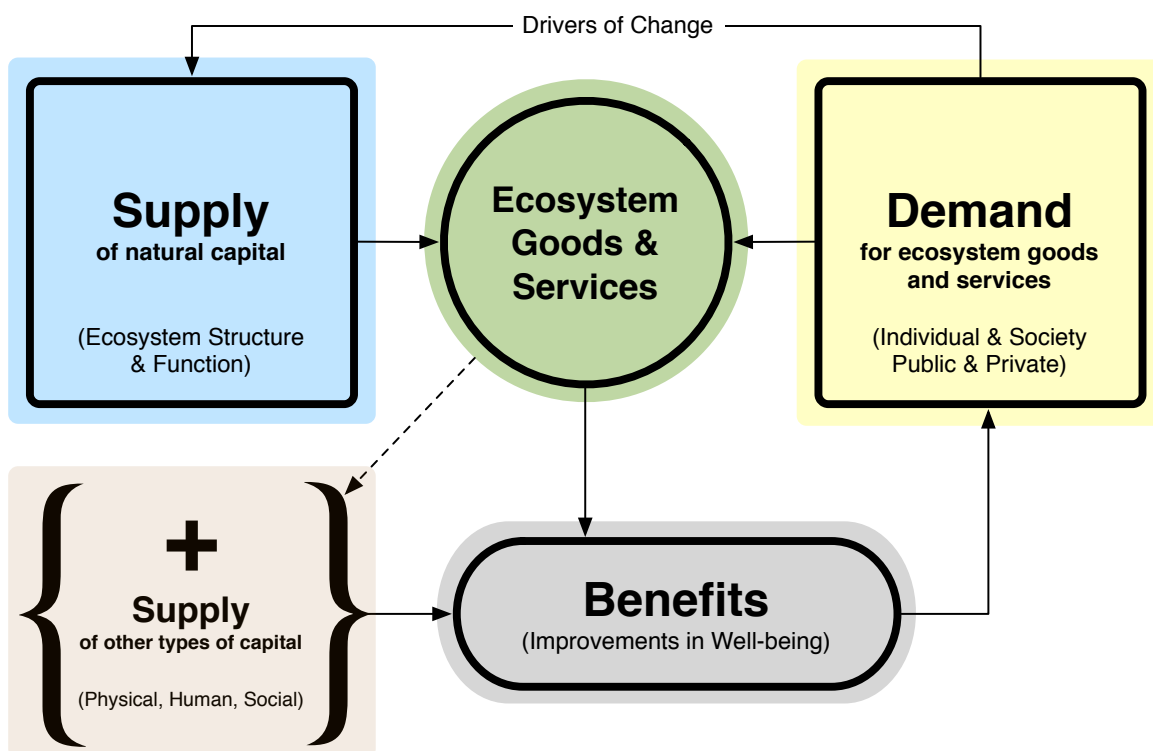 Drivers of Change
Supply
of natural capital
(Ecosystem Structure
& Function)
Ecosystem
Goods &
Services
Demand
for ecosystem goods
and services
(Individual & Society
Public & Private)
+
Supply
of other types of capital
(Physical, Human, Social)
Benefits
(Improvements in Well-being)